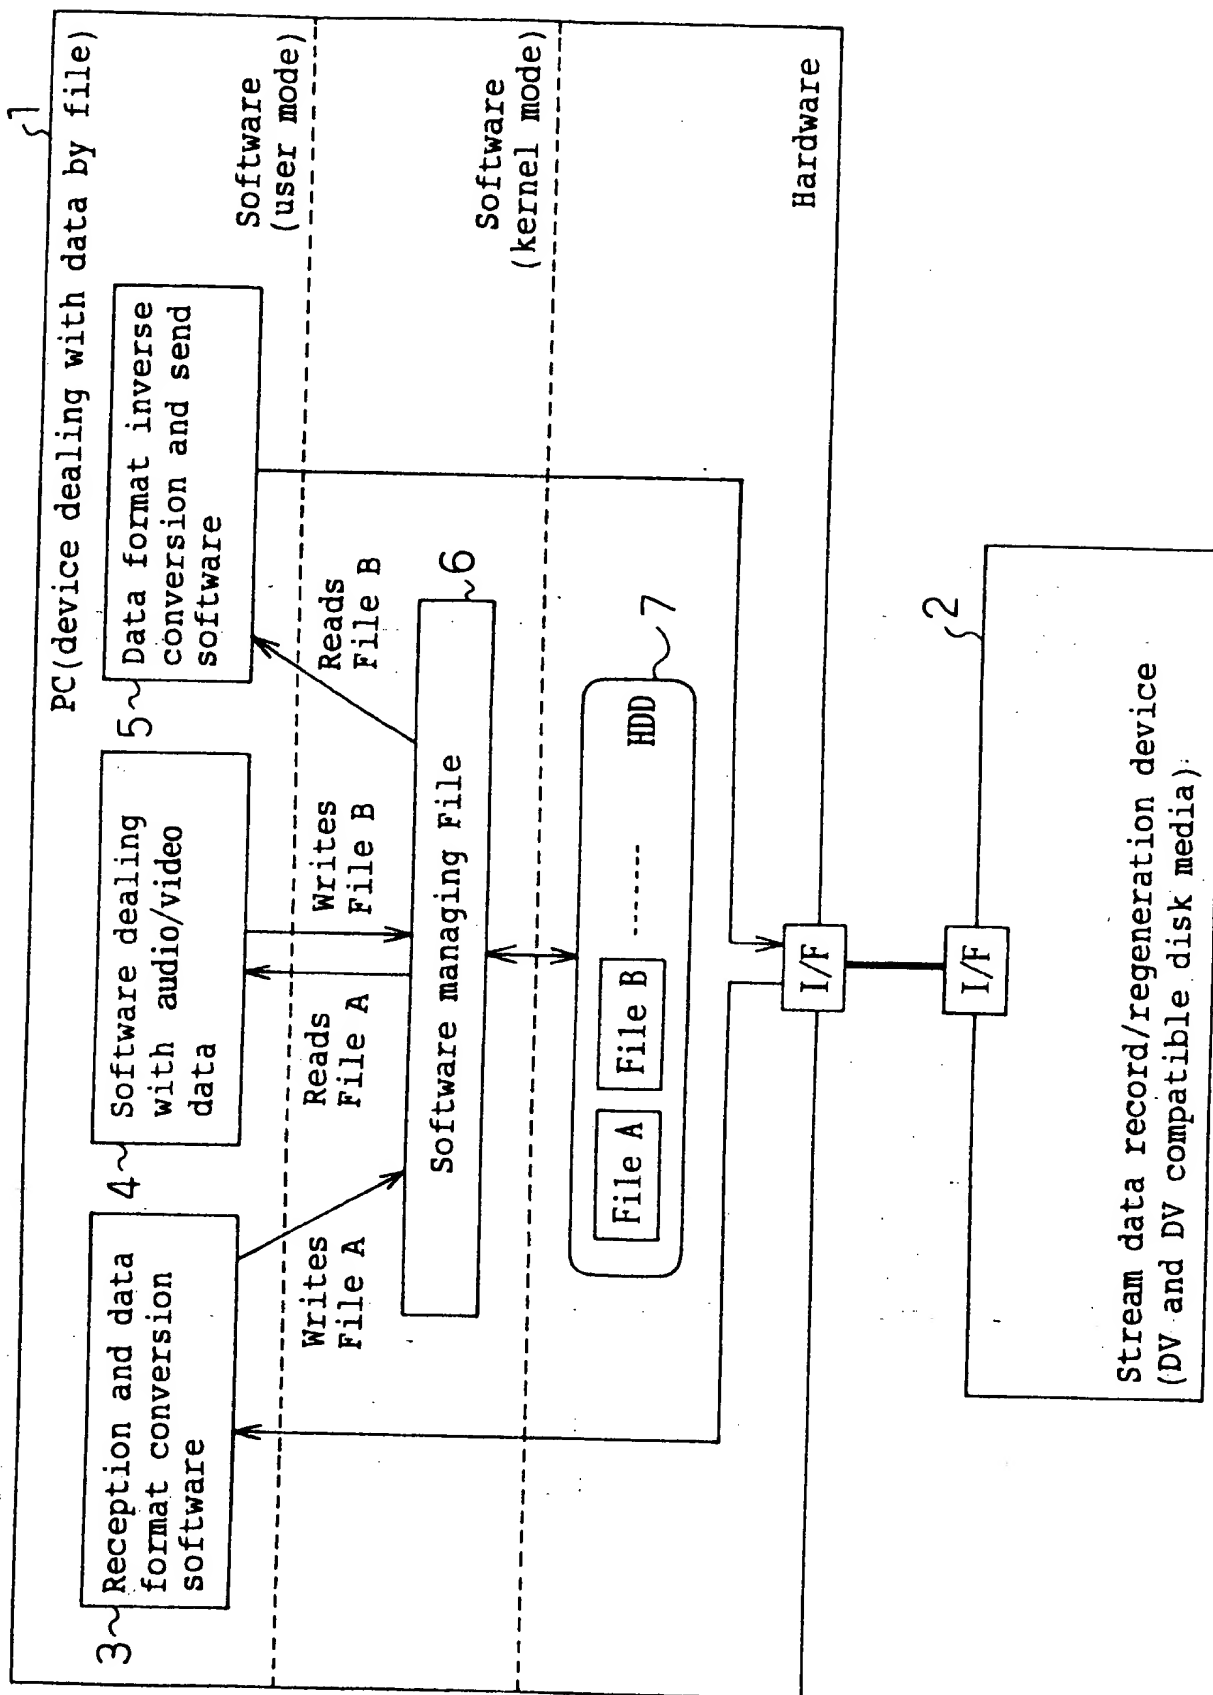 1
PC(device dealing with data by file)
3
Reception and data
format conversion
software
4
Software dealing
with audio/video
data
5
Data format inverse
conversion and send
software
Software
(user mode)
Writes
File A
Reads
File A
Writes
File B
Reads
File B
Software managing File
6
Software
(kernel mode)
File A
File B
HDD
7
Hardware
I/F
I/F
2
Stream data record/regeneration device
(DV and DV compatible disk media)